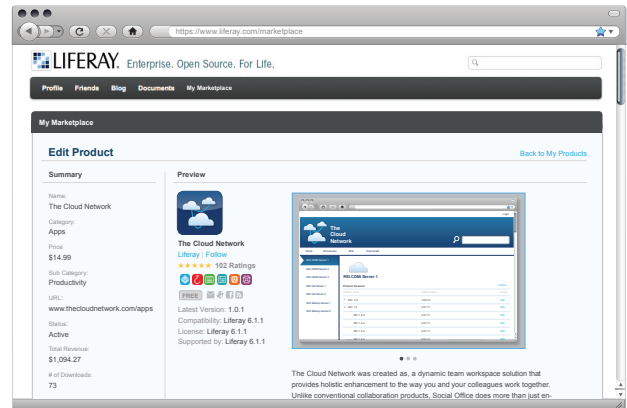 https://www.liferay.com/marketplace
LIFERAY. Enterprise. Open Source. For Life.
Profile Friends Blog Documents My Marketplace
My Marketplace
Edit Product
Back to My Products
Summary
Name:
The Cloud Network
Category:
Apps
Price
$14.99
Sub Category:
Productivity
URL:
www.thecloudnetwork.com/apps
Status:
Active
Total Revenue:
$1,094.27
# of Downloads:
73
Preview
The Cloud Network
Liferay | Follow
102 Ratings
FREE
Latest Version: 1.0.1
Compatibility: Liferay 6.1.1
License: Liferay 6.1.1
Supported by: Liferay 6.1.1
The
Cloud
Network
The Cloud Network was created as, a dynamic team workspace solution that
provides holistic enhancement to the way you and your colleagues work together.
Unlike conventional collaboration products, Social Office does more than just en-